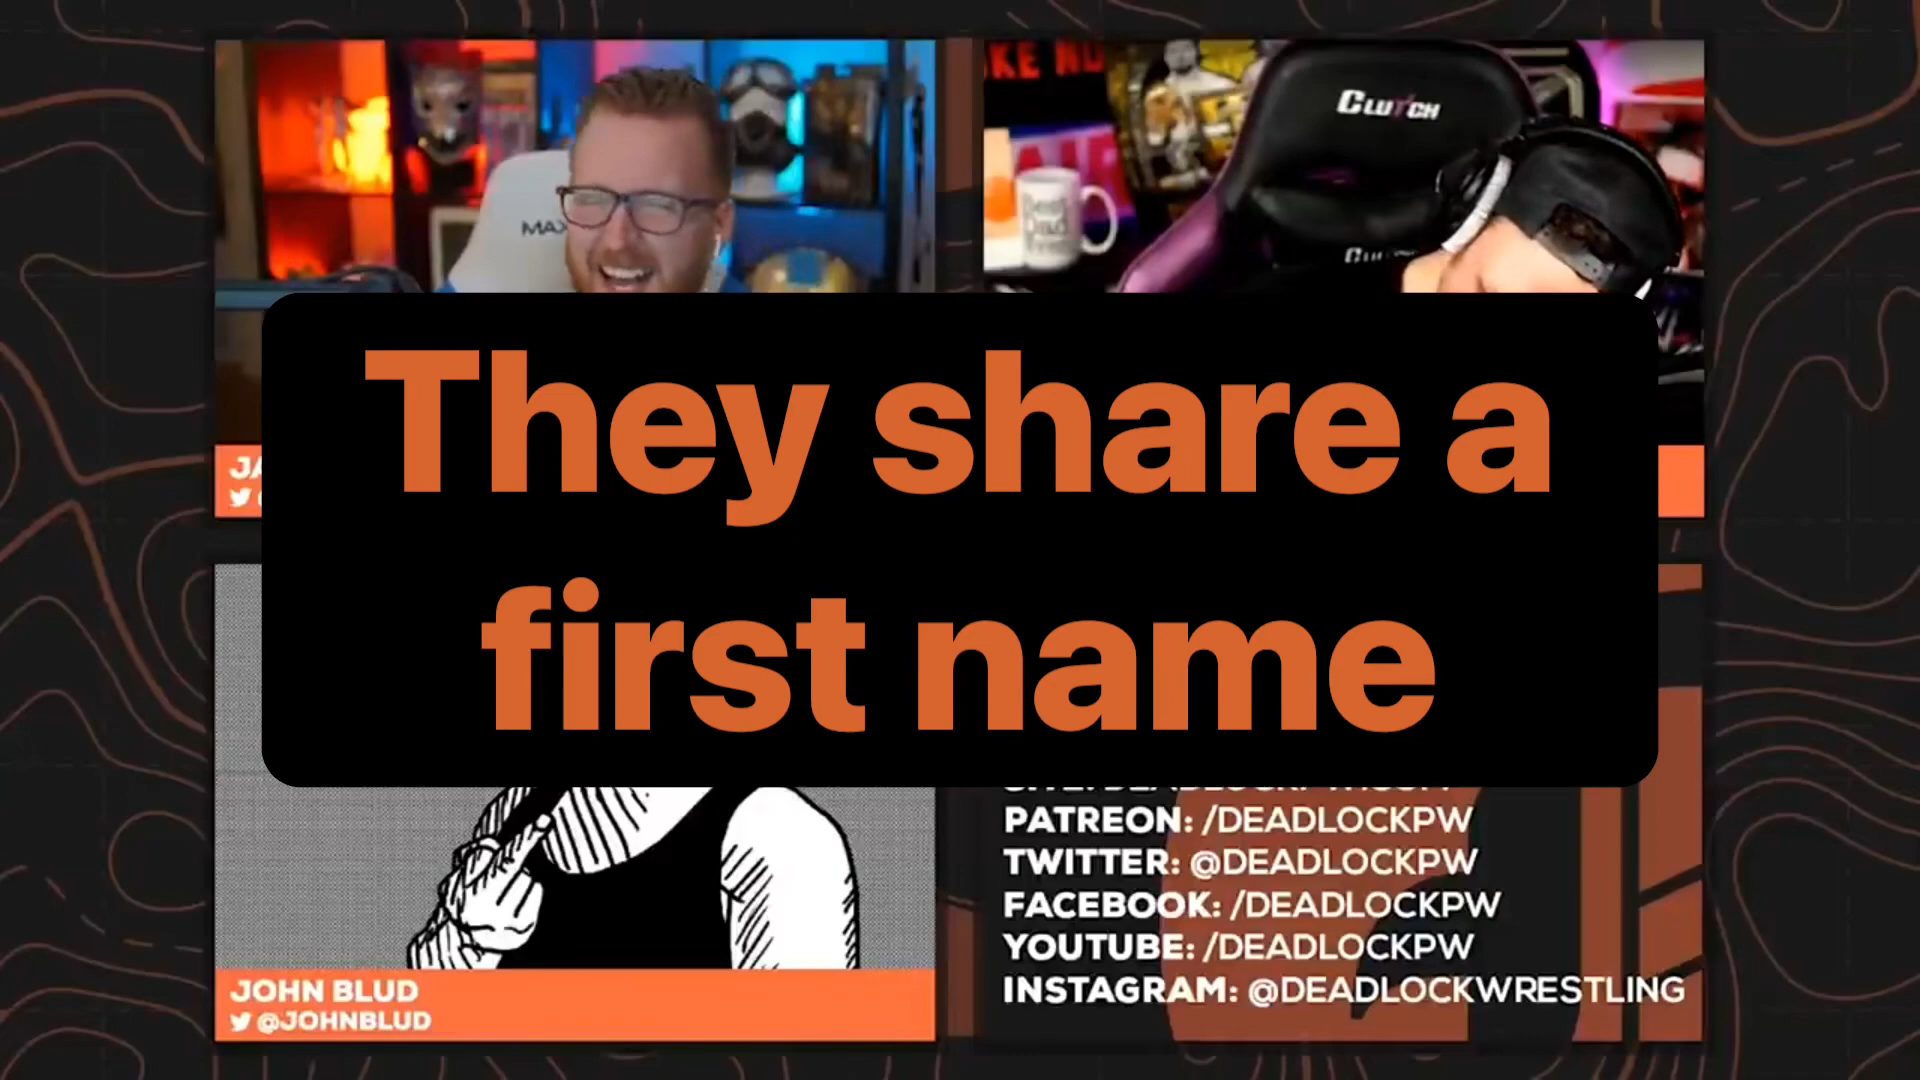 CLUTCH
They share a
first name
PATREON: /DEADLOCKPW
TWITTER: @DEADLOCKPW
FACEBOOK: /DEADLOCKPW
YOUTUBE: /DEADLOCKPW
INSTAGRAM: @DEADLOCKWRESTLING
JOHN BLUD
@JOHNBLUD